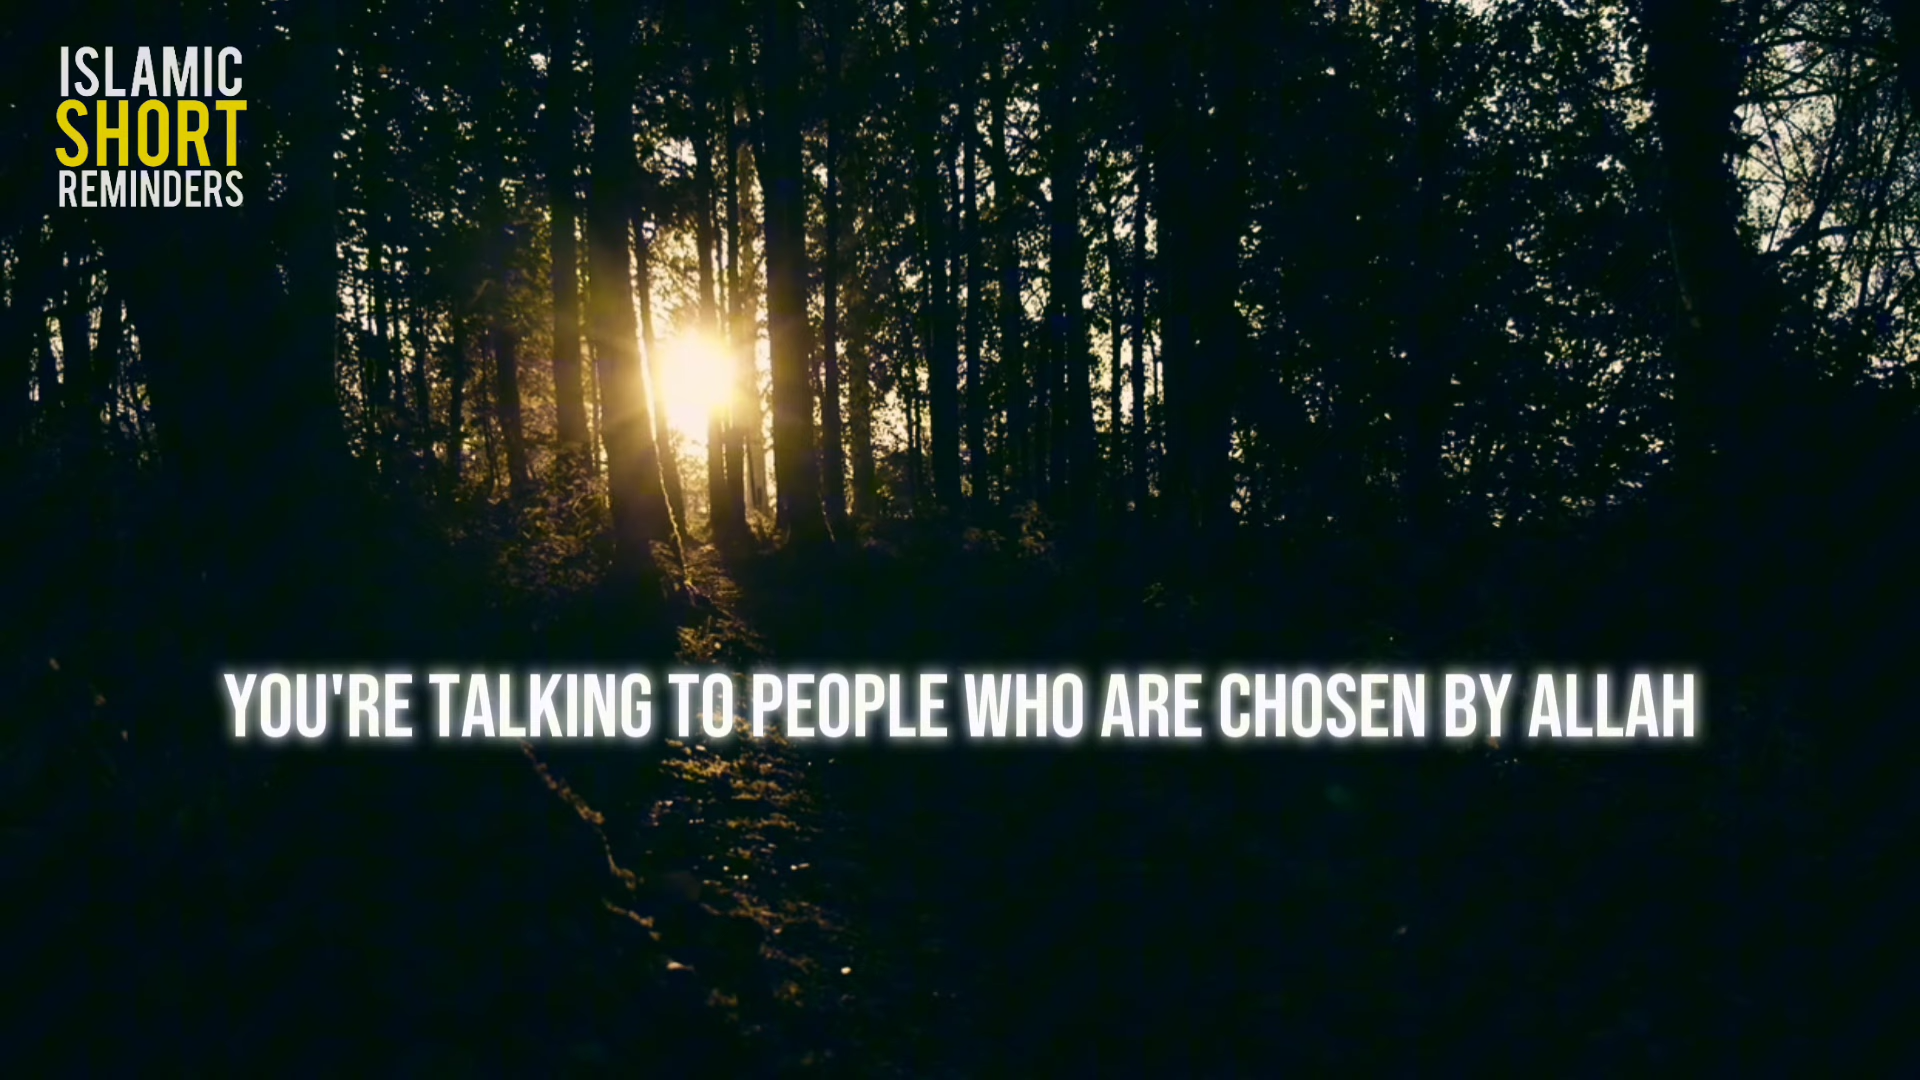 ISLAMIC
SHORT
REMINDERS
YOU'RE TALKING TO PEOPLE WHO ARE CHOSEN BY ALLAH